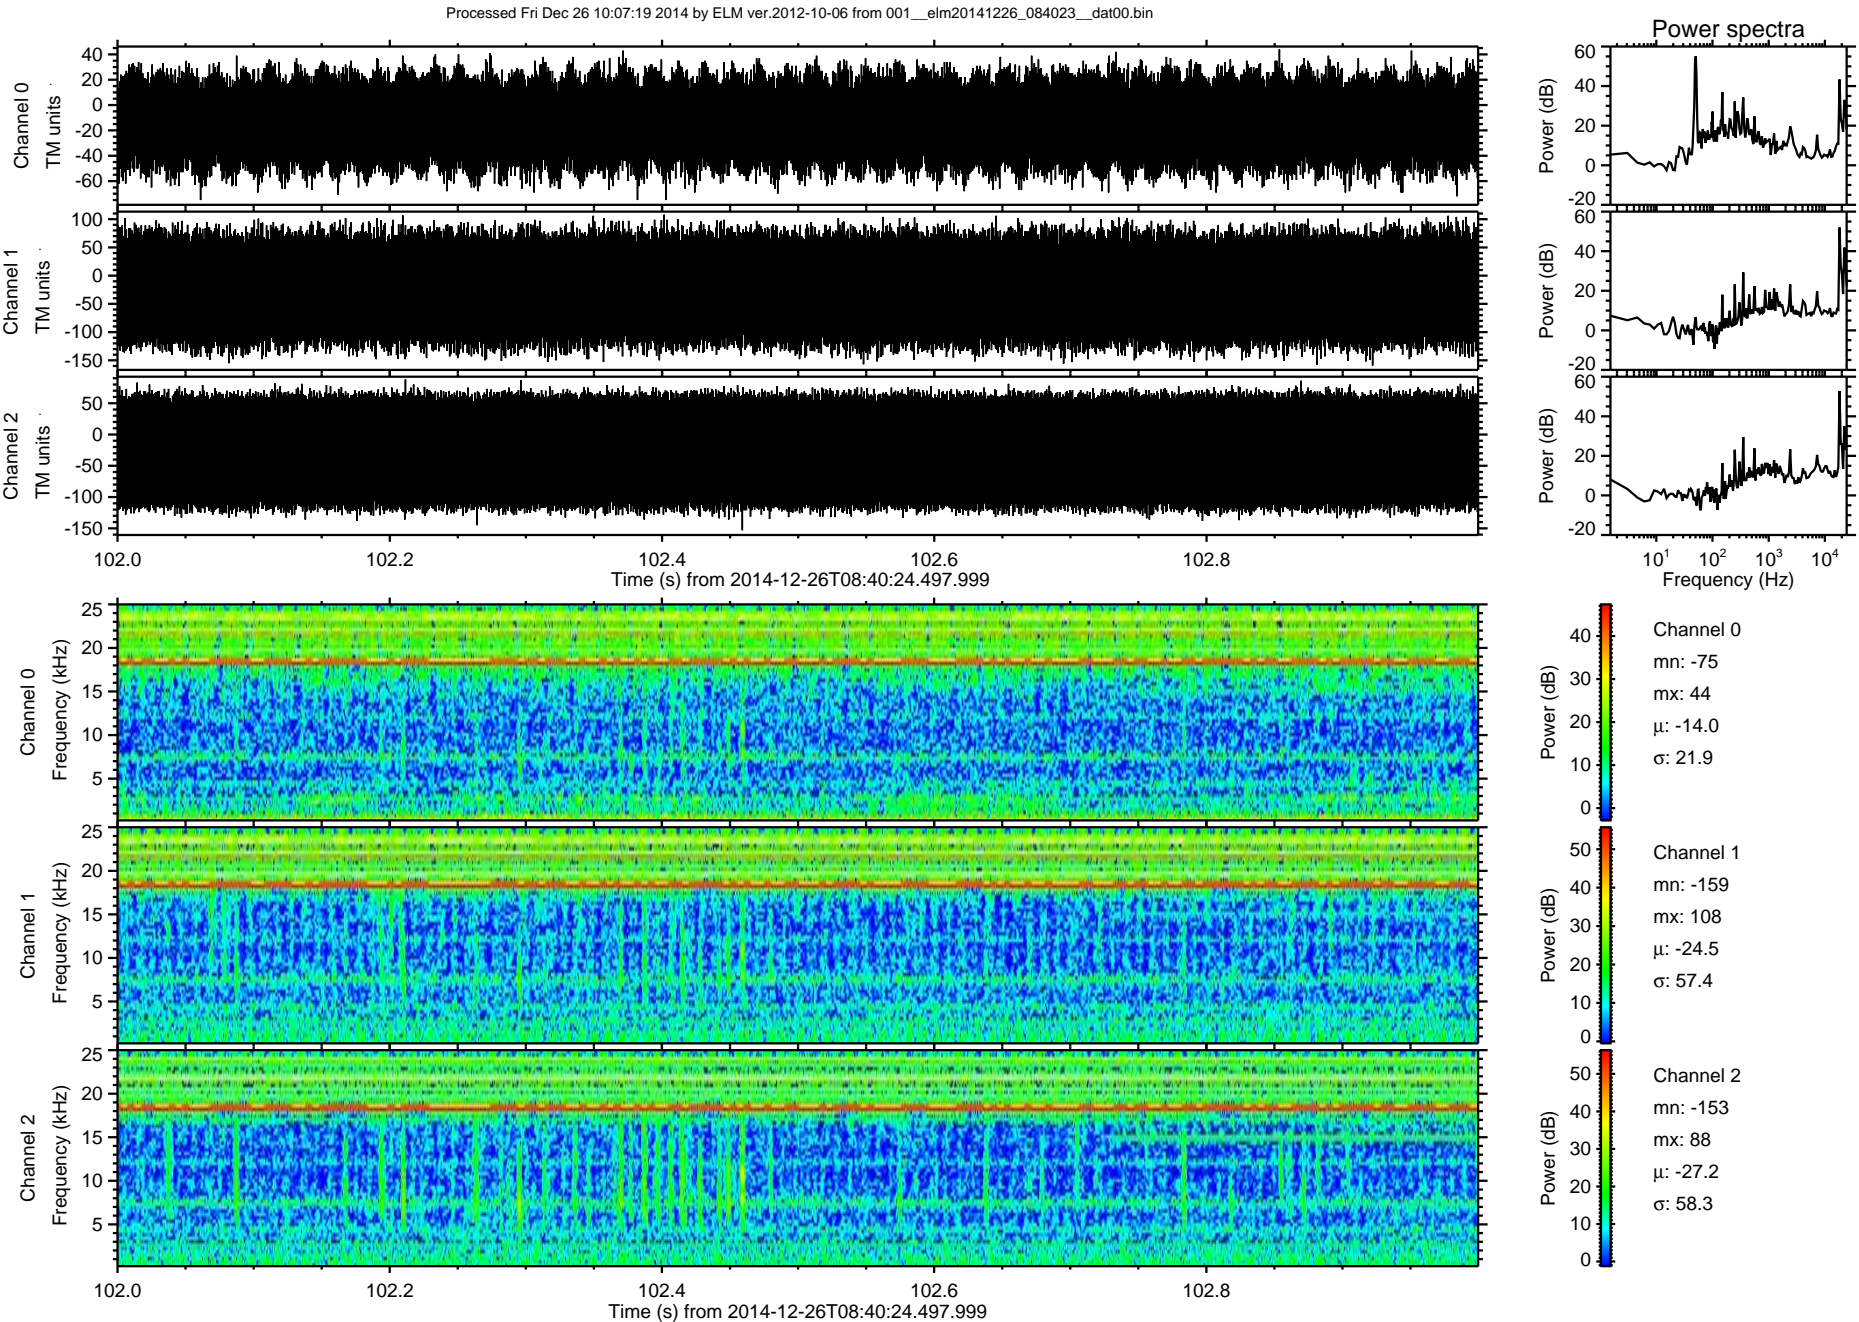 Processed Fri Dec 26 10:07:19 2014 by ELM ver.2012-10-06 from 001__elm20141226_084023__dat00.bin
Power spectra
Channel 0
TM units
40
20
0
-20
-40
-60
Power (dB)
60
40
20
0
-20
Channel 1
TM units
100
50
0
-50
-100
-150
Power (dB)
60
40
20
0
-20
Channel 2
TM units
50
0
-50
-100
-150
Power (dB)
60
40
20
0
-20
102.0 102.2 102.4 102.6 102.8
Time (s) from 2014-12-26T08:40:24.497.999
10¹ 10² 10³ 10⁴
Frequency (Hz)
Channel 0
Frequency (kHz)
25
20
15
10
5
Power (dB)
40
30
20
10
0
Channel 0
mn: -75
mx: 44
μ: -14.0
σ: 21.9
Channel 1
Frequency (kHz)
25
20
15
10
5
Power (dB)
50
40
30
20
10
0
Channel 1
mn: -159
mx: 108
μ: -24.5
σ: 57.4
Channel 2
Frequency (kHz)
25
20
15
10
5
Power (dB)
50
40
30
20
10
0
Channel 2
mn: -153
mx: 88
μ: -27.2
σ: 58.3
102.0 102.2 102.4 102.6 102.8
Time (s) from 2014-12-26T08:40:24.497.999